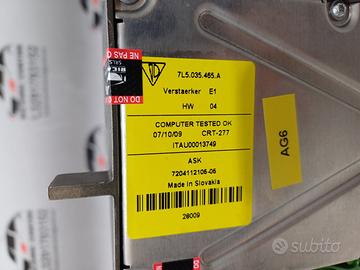 7L5.035.465.A
Verstaerker E1
HW 04
COMPUTER TESTED OK
07/10/09 CRT-277
ITAU00013749
ASK
7204112106-06
Made in Slovakia
28009
AG6
NE PAS
DO NOT
subito